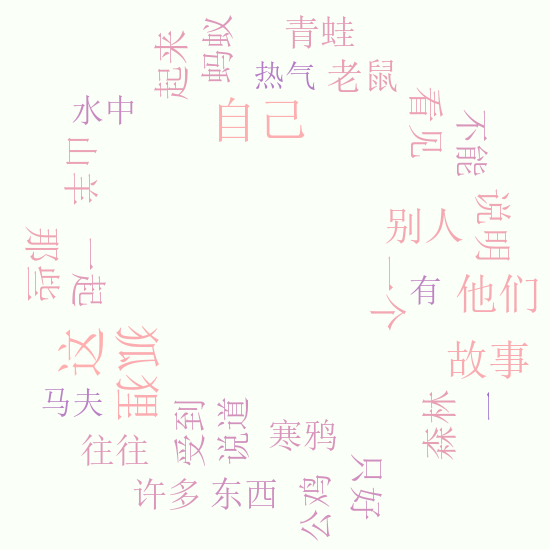 青蛙
蚂蚁
起来
热气
老鼠
水中
自己
看见
不能
山羊
说明
别人
那些
一起
一个
有
他们
这
狐狸
故事
马夫
森林
一
受到
说道
寒鸦
往往
只好
许多
东西
公鸡